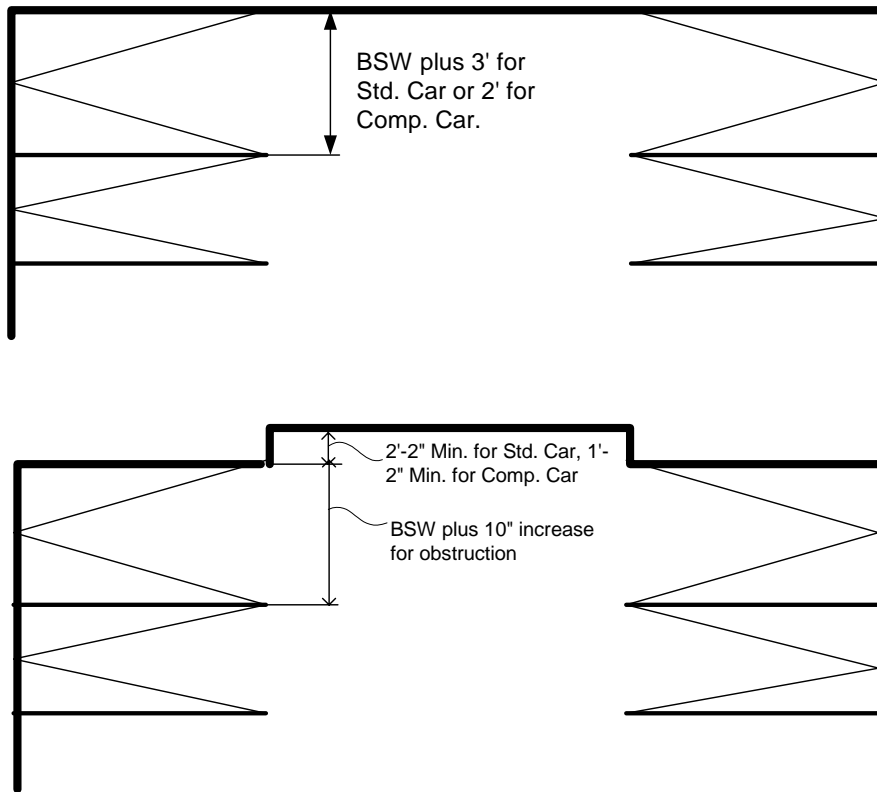 BSW plus 3' for
Std. Car or 2' for
Comp. Car.
2'-2" Min. for Std. Car, 1'-
2" Min. for Comp. Car
BSW plus 10" increase
for obstruction